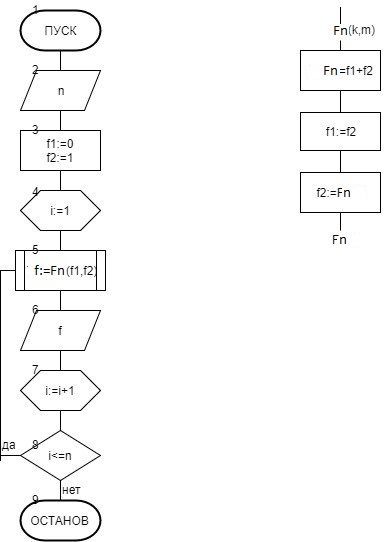 1
ПУСК
2
n
3
f1:=0
f2:=1
4
i:=1
5
f:=Fn(f1,f2)
6
f
7
i:=i+1
8
i<=n
да
нет
9
ОСТАНОВ
Fn(k,m)
Fn=f1+f2
f1:=f2
f2:=Fn
Fn